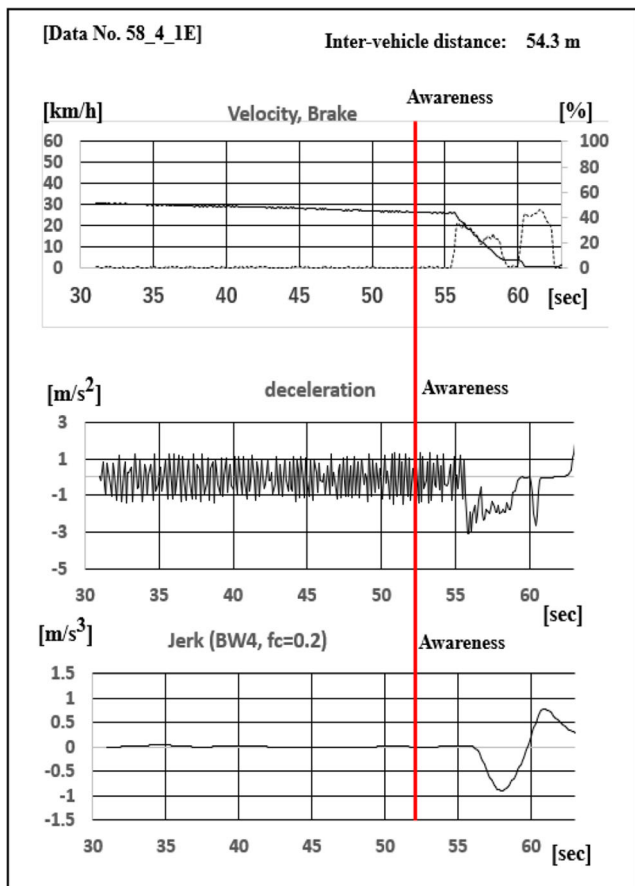 [Data No. 58_4_1E]
Inter-vehicle distance: 54.3 m
[km/h]
Velocity, Brake
Awareness
[%]
60
50
40
30
20
10
0
100
80
60
40
20
0
30 35 40 45 50 55 60 [sec]
[m/s²]
deceleration
Awareness
3
1
-1
-3
-5
30 35 40 45 50 55 60
[sec]
[m/s³]
Jerk (BW4, fc=0.2)
Awareness
1.5
1
0.5
0
-0.5
-1
-1.5
30 35 40 45 50 55 60 [sec]